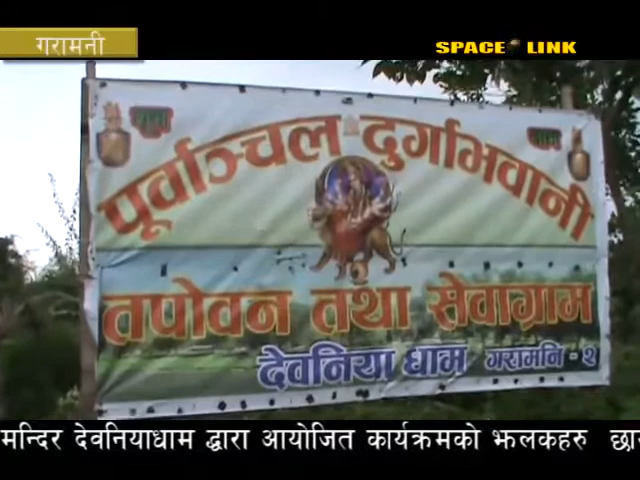 गरामनी
SPACE LINK
शुभ
लाभ
पूर्वाञ्चल दुर्गाभवानी
तपोवन तथा सेवाग्राम
देवनिया धाम गरामनि - २
मन्दिर देवनियाधाम द्धारा आयोजित कार्यक्रमको झलकहरु